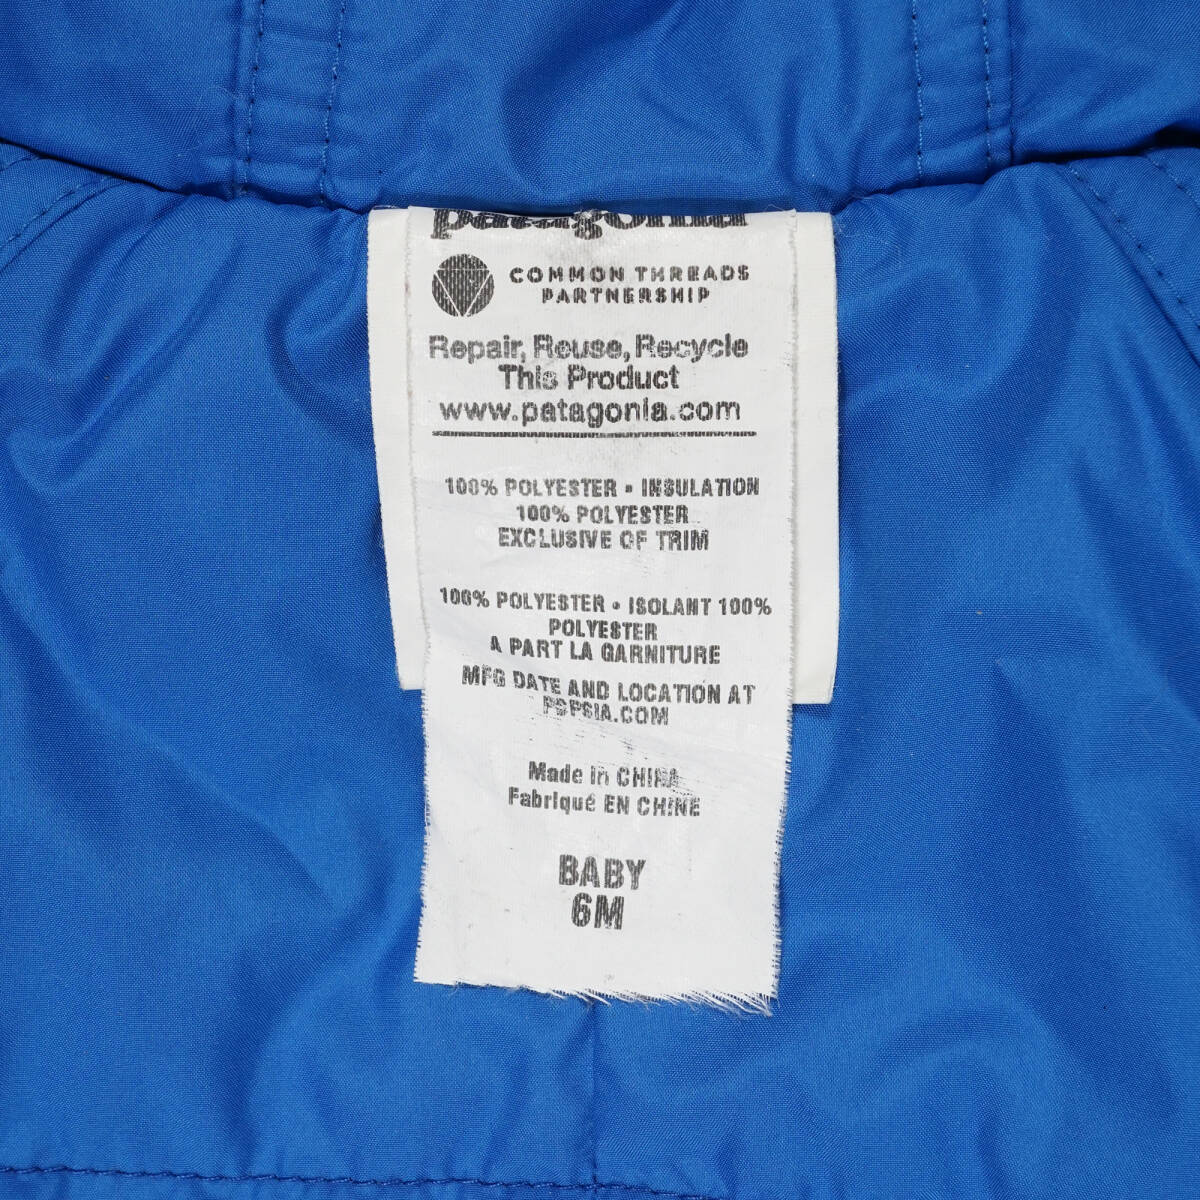 patagonia
COMMON THREADS
PARTNERSHIP
Repair, Reuse, Recycle
This Product
www.patagonia.com
100% POLYESTER • INSULATION
100% POLYESTER
EXCLUSIVE OF TRIM
100% POLYESTER • ISOLANT 100%
POLYESTER
A PART LA GARNITURE
MFG DATE AND LOCATION AT
PCPSIA.COM
Made in CHINA
Fabriqué EN CHINE
BABY
6M